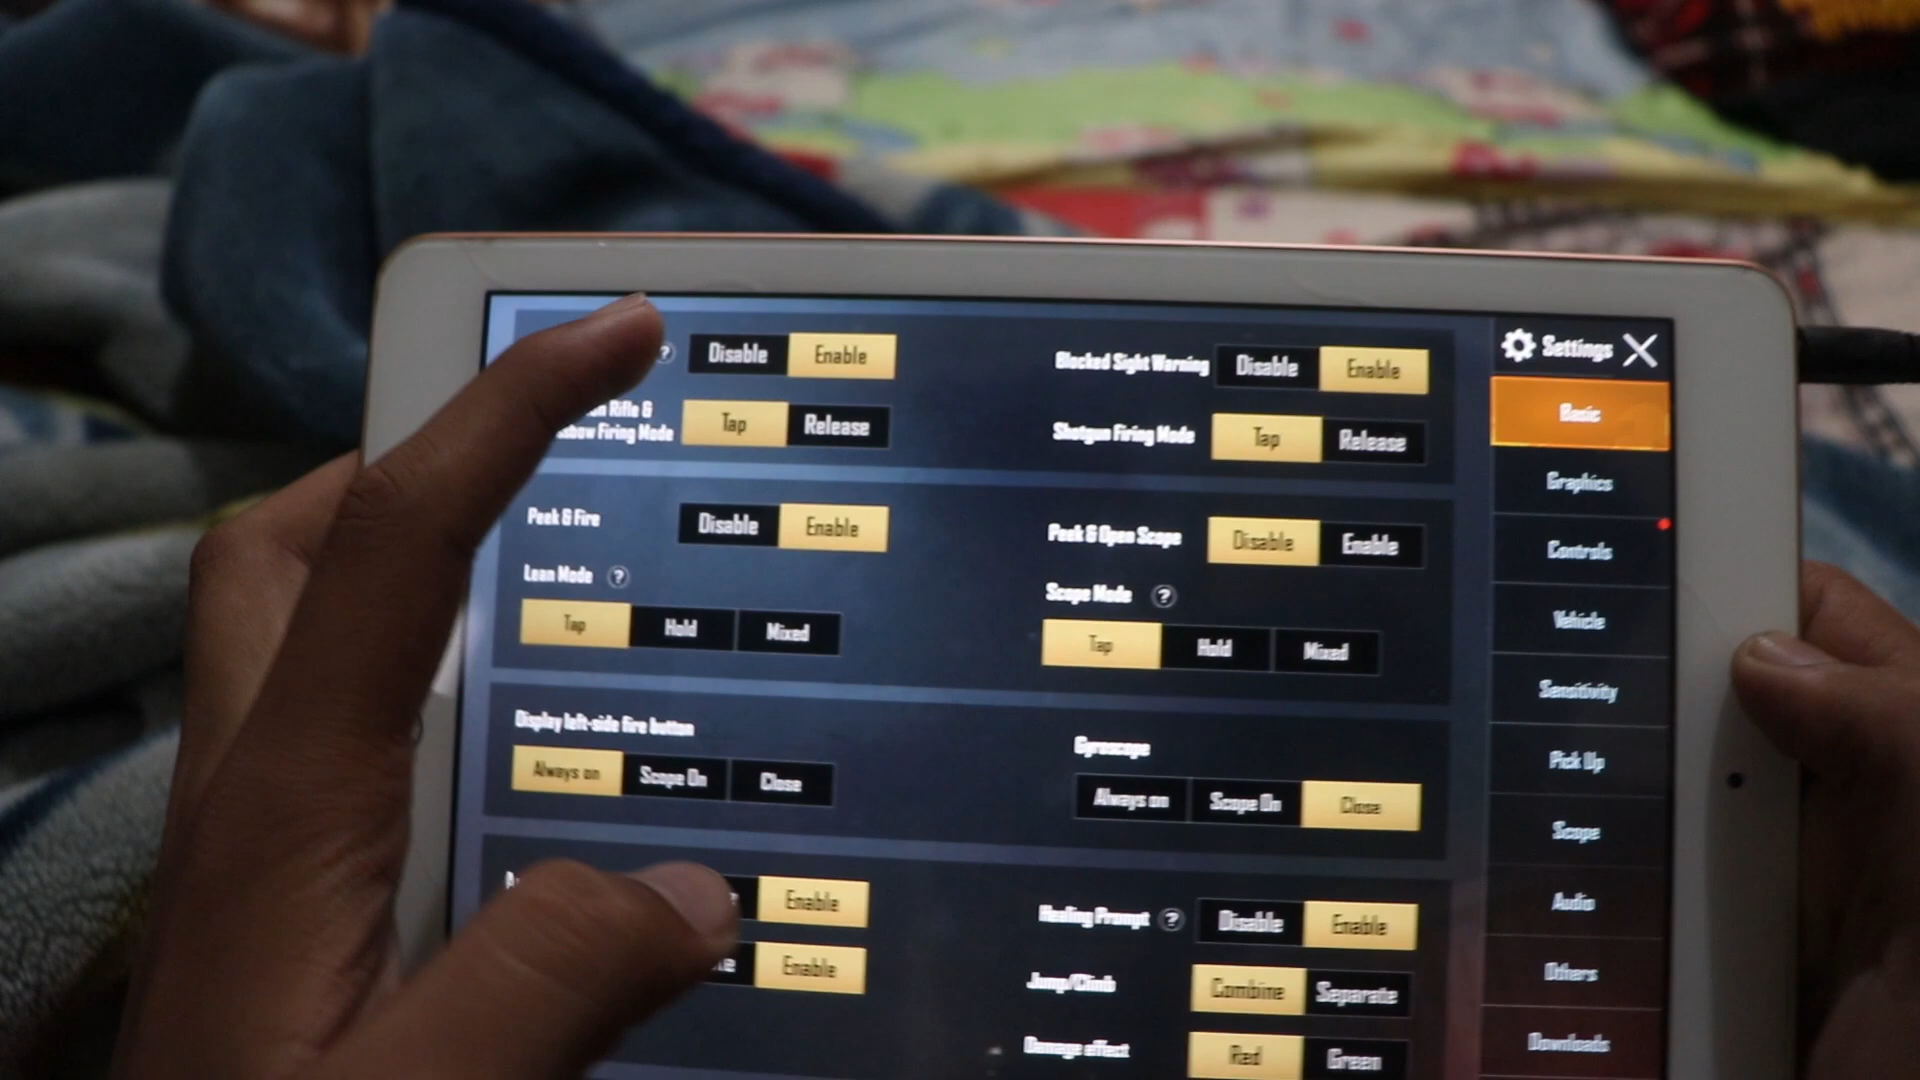 Disable Enable
Blocked Sight Warning Disable Enable
Settings
Rifle &
Firing Mode Tap Release
Shotgun Firing Mode Tap Release
Peek & Fire Disable Enable
Peek & Open Scope Disable Enable
Lean Mode
Tap Hold Mixed
Scope Mode
Tap Hold Mixed
Display left-side fire button
Always on Scope On Close
Gyroscope
Always on Scope On Close
Enable
Healing Prompt Disable Enable
Enable
Jump/Climb Combine Separate
Damage effect Red Green
Basic
Graphics
Controls
Vehicle
Sensitivity
Pick Up
Scope
Audio
Others
Downloads